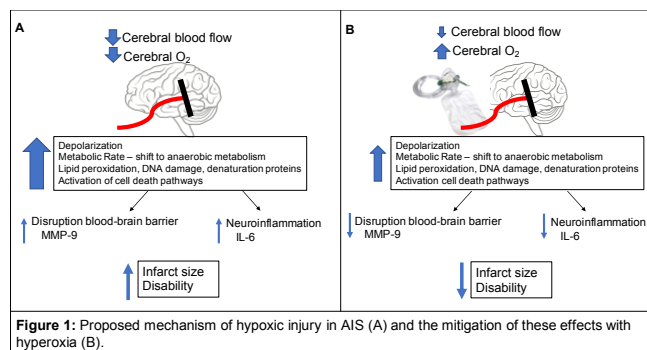 A
Cerebral blood flow
Cerebral O₂
Depolarization
Metabolic Rate – shift to anaerobic metabolism
Lipid peroxidation, DNA damage, denaturation proteins
Activation of cell death pathways
Disruption blood-brain barrier
MMP-9
Neuroinflammation
IL-6
Infarct size
Disability
B
Cerebral blood flow
Cerebral O₂
Depolarization
Metabolic Rate – shift to anaerobic metabolism
Lipid peroxidation, DNA damage, denaturation proteins
Activation cell death pathways
Disruption blood-brain barrier
MMP-9
Neuroinflammation
IL-6
Infarct size
Disability
Figure 1: Proposed mechanism of hypoxic injury in AIS (A) and the mitigation of these effects with
hyperoxia (B).